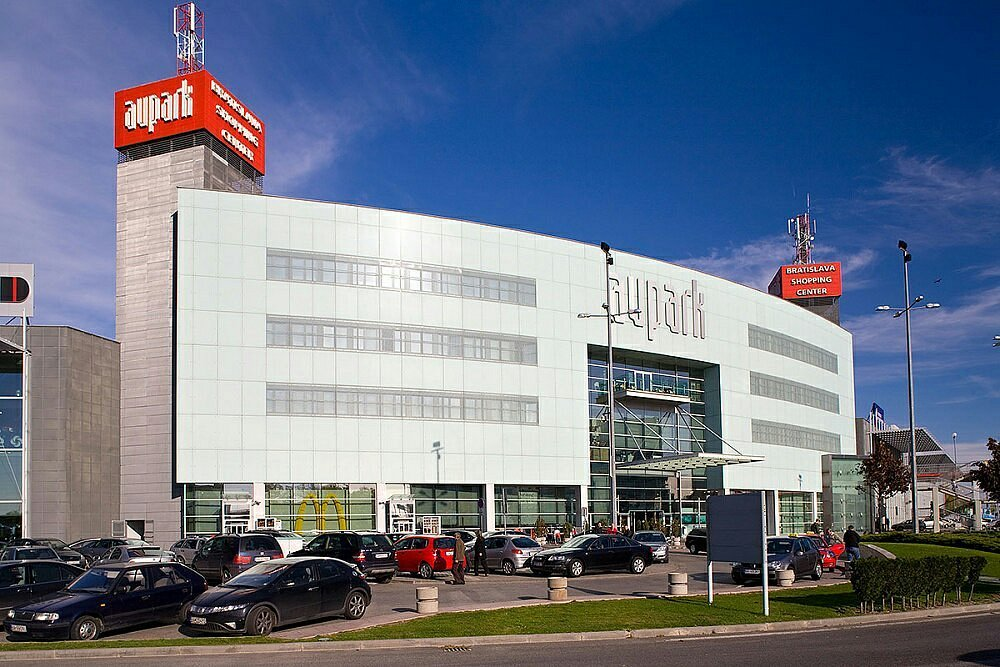 aupark
BRATISLAVA
SHOPPING
CENTER
aupark
BRATISLAVA
SHOPPING
CENTER